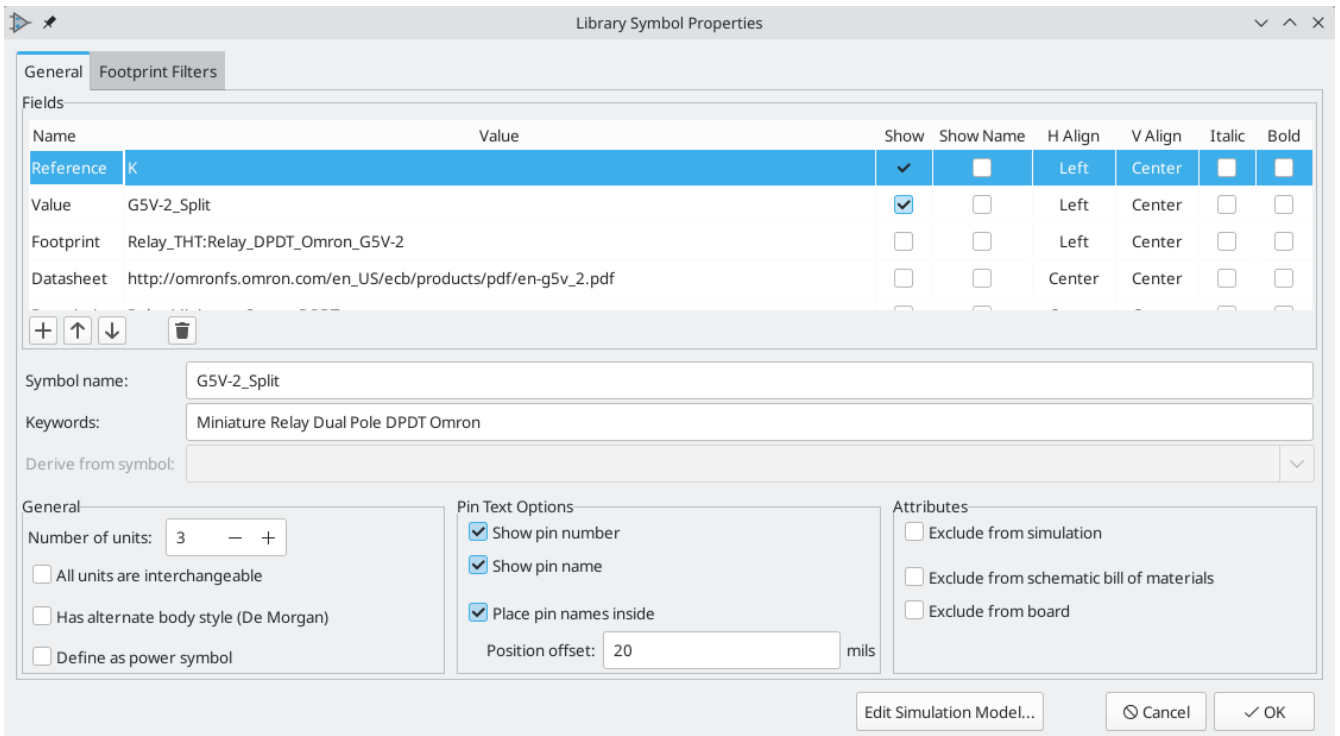 Library Symbol Properties
General Footprint Filters
Fields
Name Value Show Show Name H Align V Align Italic Bold
Reference K Left Center
Value G5V-2_Split Left Center
Footprint Relay_THT:Relay_DPDT_Omron_G5V-2 Left Center
Datasheet http://omronfs.omron.com/en_US/ecb/products/pdf/en-g5v_2.pdf Center Center
Symbol name: G5V-2_Split
Keywords: Miniature Relay Dual Pole DPDT Omron
Derive from symbol:
General Pin Text Options Attributes
Number of units: 3 − + Show pin number Exclude from simulation
All units are interchangeable Show pin name Exclude from schematic bill of materials
Has alternate body style (De Morgan) Place pin names inside Exclude from board
Define as power symbol Position offset: 20 mils
Edit Simulation Model... Cancel OK